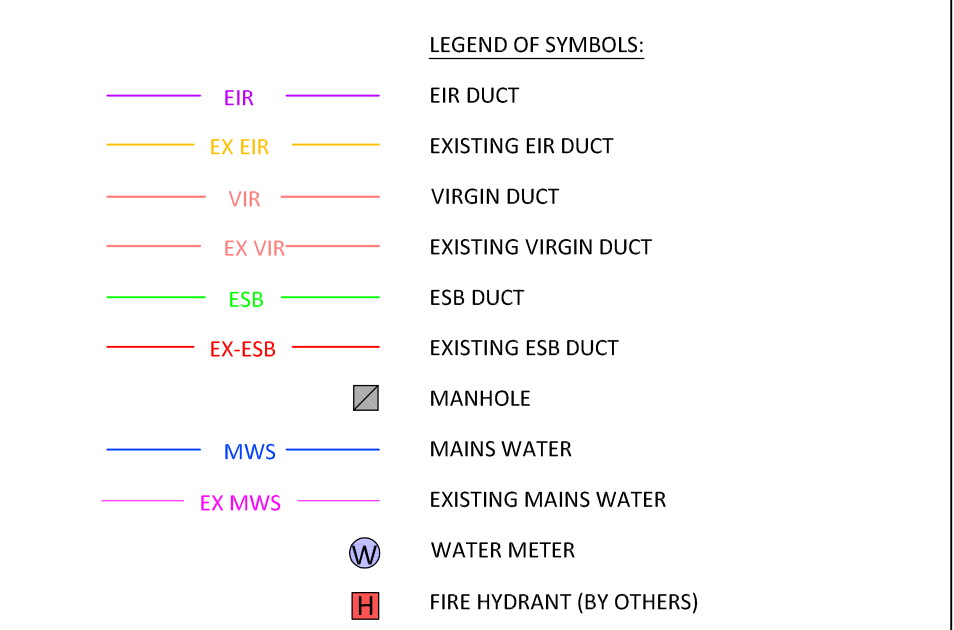 LEGEND OF SYMBOLS:
EIR EIR DUCT
EX EIR EXISTING EIR DUCT
VIR VIRGIN DUCT
EX VIR EXISTING VIRGIN DUCT
ESB ESB DUCT
EX-ESB EXISTING ESB DUCT
MANHOLE
MWS MAINS WATER
EX MWS EXISTING MAINS WATER
W WATER METER
H FIRE HYDRANT (BY OTHERS)